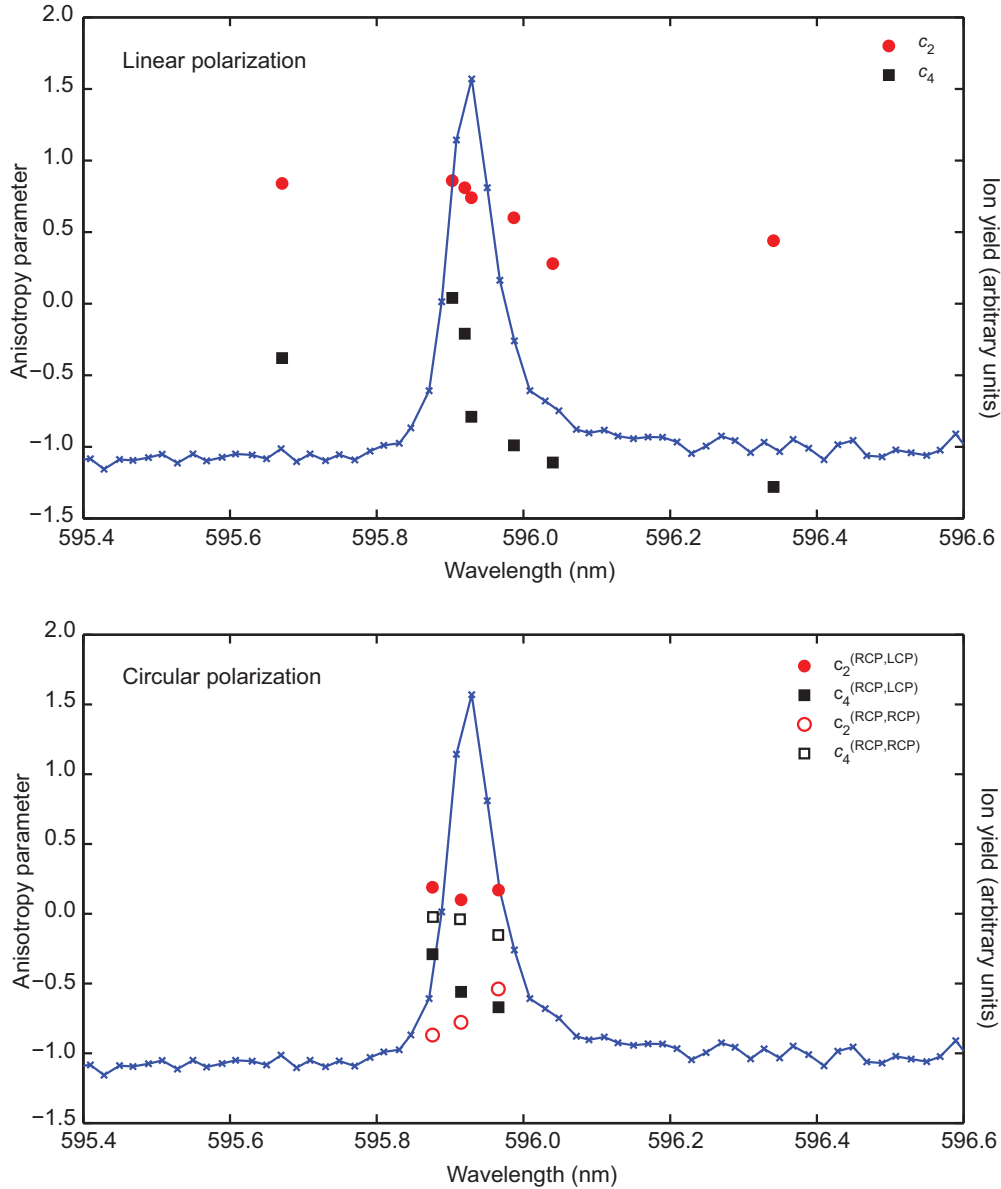 2.0
1.5
1.0
0.5
0.0
−0.5
−1.0
−1.5
Anisotropy parameter
Linear polarization
c2
c4
Ion yield (arbitrary units)
595.4
595.6
595.8
596.0
596.2
596.4
596.6
Wavelength (nm)
2.0
1.5
1.0
0.5
0.0
−0.5
−1.0
−1.5
Anisotropy parameter
Circular polarization
c2(RCP,LCP)
c4(RCP,LCP)
c2(RCP,RCP)
c4(RCP,RCP)
Ion yield (arbitrary units)
595.4
595.6
595.8
596.0
596.2
596.4
596.6
Wavelength (nm)